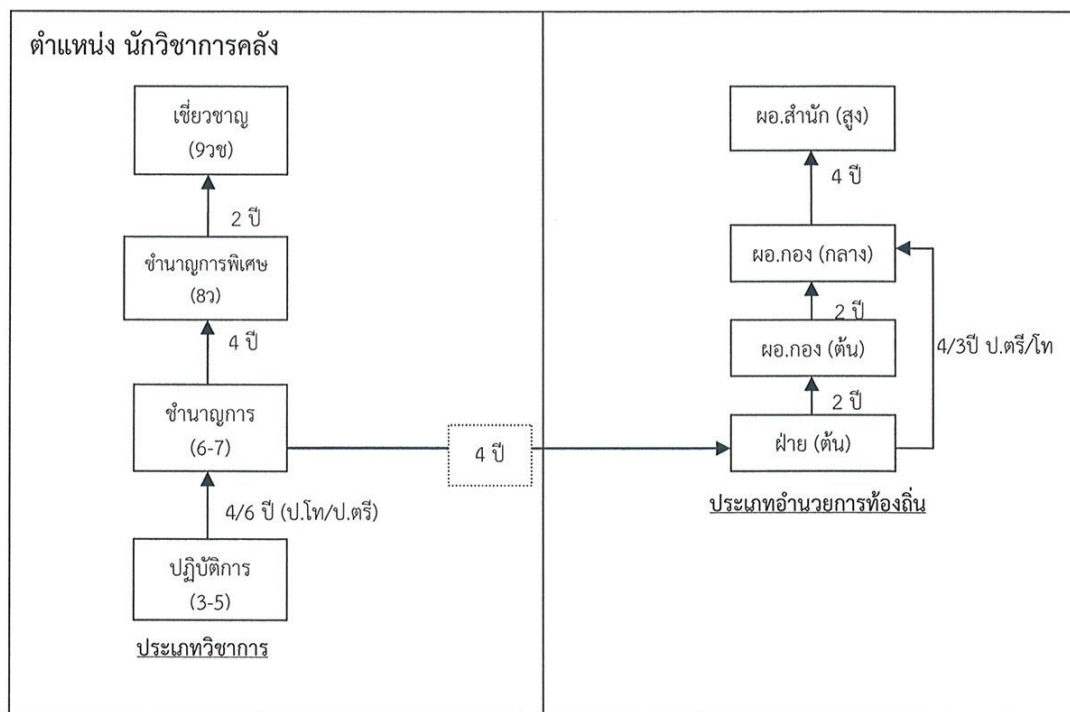 ตำแหน่ง นักวิชาการคลัง
เชี่ยวชาญ
(9วช)
2 ปี
ชำนาญการพิเศษ
(8ว)
4 ปี
ชำนาญการ
(6-7)
4/6 ปี (ป.โท/ป.ตรี)
ปฏิบัติการ
(3-5)
ประเภทวิชาการ
4 ปี
ผอ.สำนัก (สูง)
4 ปี
ผอ.กอง (กลาง)
2 ปี
ผอ.กอง (ต้น)
4/3ปี ป.ตรี/โท
2 ปี
ฝ่าย (ต้น)
ประเภทอำนวยการท้องถิ่น